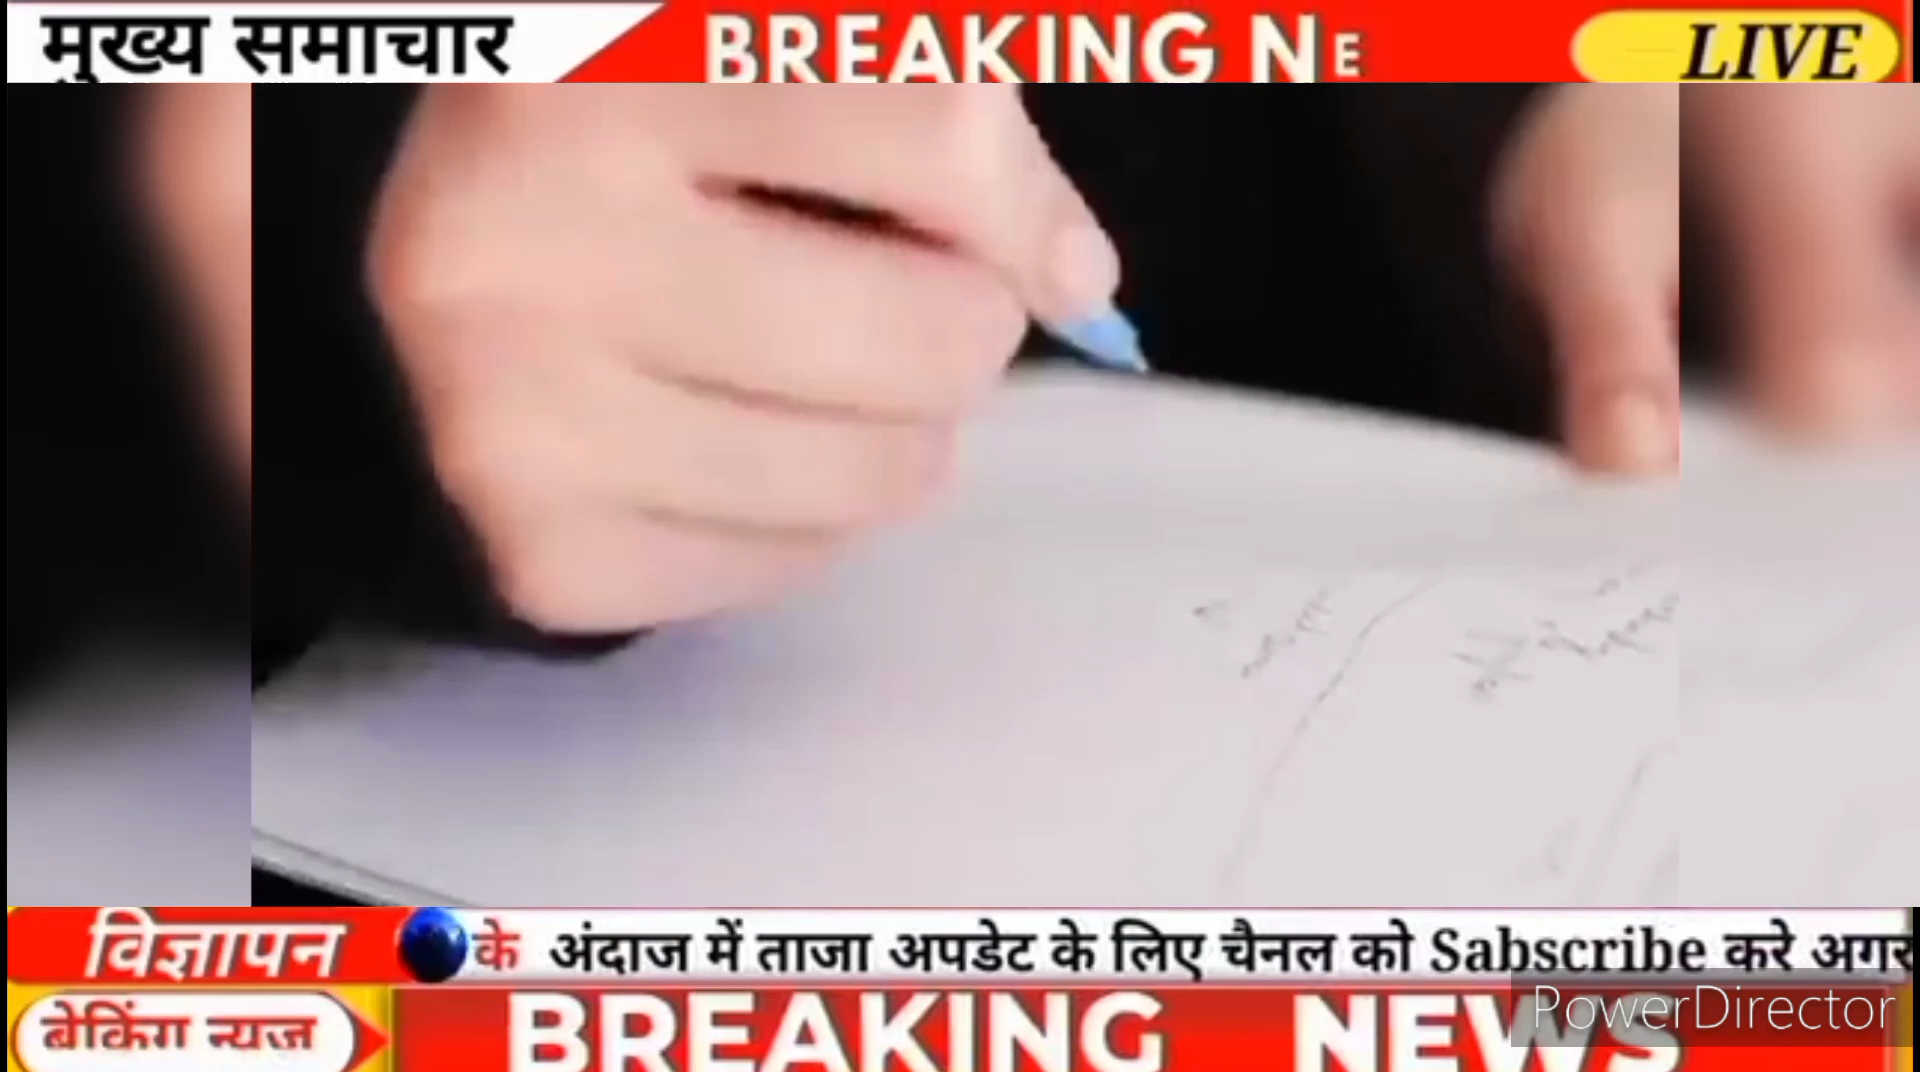 मुख्य समाचार
BREAKING NE
LIVE
विज्ञापन
के अंदाज में ताजा अपडेट के लिए चैनल को Sabscribe करे अगर
PowerDirector
बेकिंग न्यूज
BREAKING NEWS